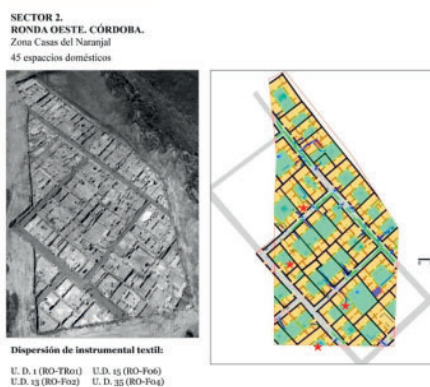 SECTOR 2.
RONDA OESTE. CÓRDOBA.
Zona Casas del Naranjal
45 espaccios domésticos
Dispersión de instrumental textil:
U. D. 1 (RO-TR01) U.D. 15 (RO-F06)
U.D. 13 (RO-F02) U. D. 35 (RO-F04)